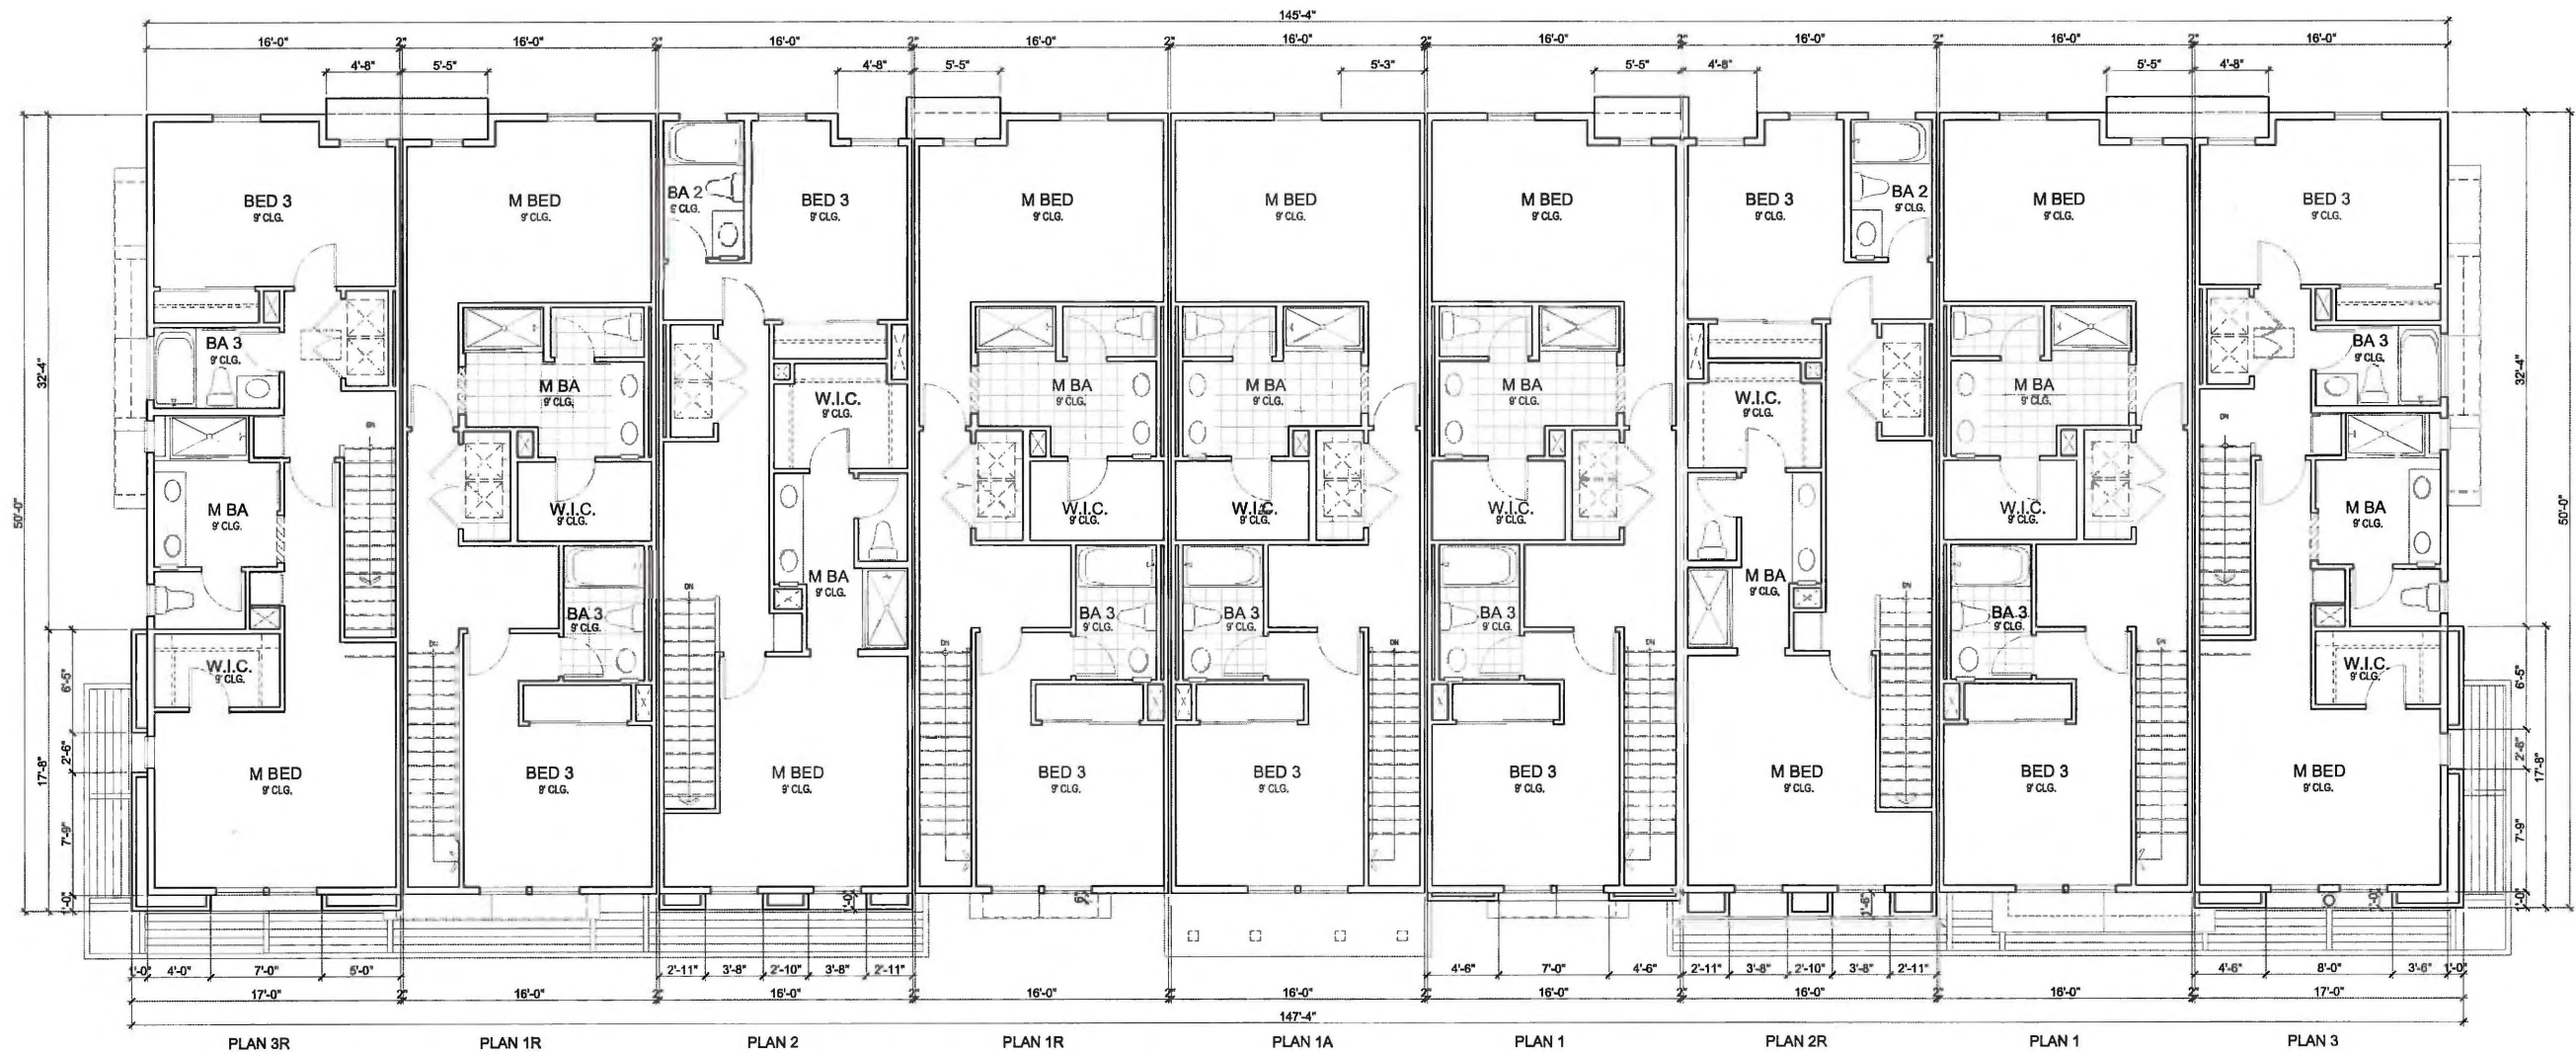 145'-4"
16'-0" 2" 16'-0" 2" 16'-0" 2" 16'-0" 2" 16'-0" 2" 16'-0" 2" 16'-0" 2" 16'-0" 2" 16'-0"
4'-8" 5'-5" 4'-8" 5'-5" 5'-3" 5'-5" 4'-8" 5'-5" 4'-8"
BED 3 M BED BA 2 BED 3 M BED M BED M BED BED 3 BA 2 M BED BED 3
9' CLG. 9' CLG. 9' CLG. 9' CLG. 9' CLG. 9' CLG. 9' CLG. 9' CLG. 9' CLG. 9' CLG.
BA 3 BA 3
9' CLG. 9' CLG.
32'-4" 32'-4"
M BA W.I.C. M BA M BA M BA W.I.C. M BA
9' CLG. 9' CLG. 9' CLG. 9' CLG. 9' CLG. 9' CLG. 9' CLG.
DN DN
50'-0" 50'-0"
M BA W.I.C. W.I.C. W.I.C. W.I.C. W.I.C. M BA
9' CLG. 9' CLG. 9' CLG. 9' CLG. 9' CLG. 9' CLG. 9' CLG.
DN M BA M BA DN
9' CLG. 9' CLG.
BA 3 BA 3 BA 3 BA 3 BA 3
9' CLG. 9' CLG. 9' CLG. 9' CLG. 9' CLG.
DN DN DN DN DN
W.I.C. W.I.C.
9' CLG. 9' CLG.
6'-5" 6'-5"
2'-6" 2'-6"
17'-8" 17'-8"
M BED BED 3 M BED BED 3 BED 3 BED 3 M BED BED 3 M BED
9' CLG. 9' CLG. 9' CLG. 9' CLG. 9' CLG. 9' CLG. 9' CLG. 9' CLG. 9' CLG.
7'-9" 7'-9"
1'-0" 1'-0" 6" 1'-6" 1'-0" 1'-0"
1'-0" 4'-0" 7'-0" 5'-0" 2'-11" 3'-8" 2'-10" 3'-8" 2'-11" 4'-6" 7'-0" 4'-6" 2'-11" 3'-8" 2'-10" 3'-8" 2'-11" 4'-6" 8'-0" 3'-6" 1'-0"
17'-0" 2" 16'-0" 2" 16'-0" 2" 16'-0" 2" 16'-0" 2" 16'-0" 2" 16'-0" 2" 16'-0" 2" 17'-0"
147'-4"
PLAN 3R PLAN 1R PLAN 2 PLAN 1R PLAN 1A PLAN 1 PLAN 2R PLAN 1 PLAN 3